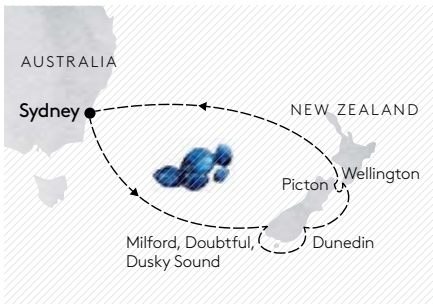 AUSTRALIA
Sydney
NEW ZEALAND
Wellington
Picton
Milford, Doubtful,
Dusky Sound
Dunedin